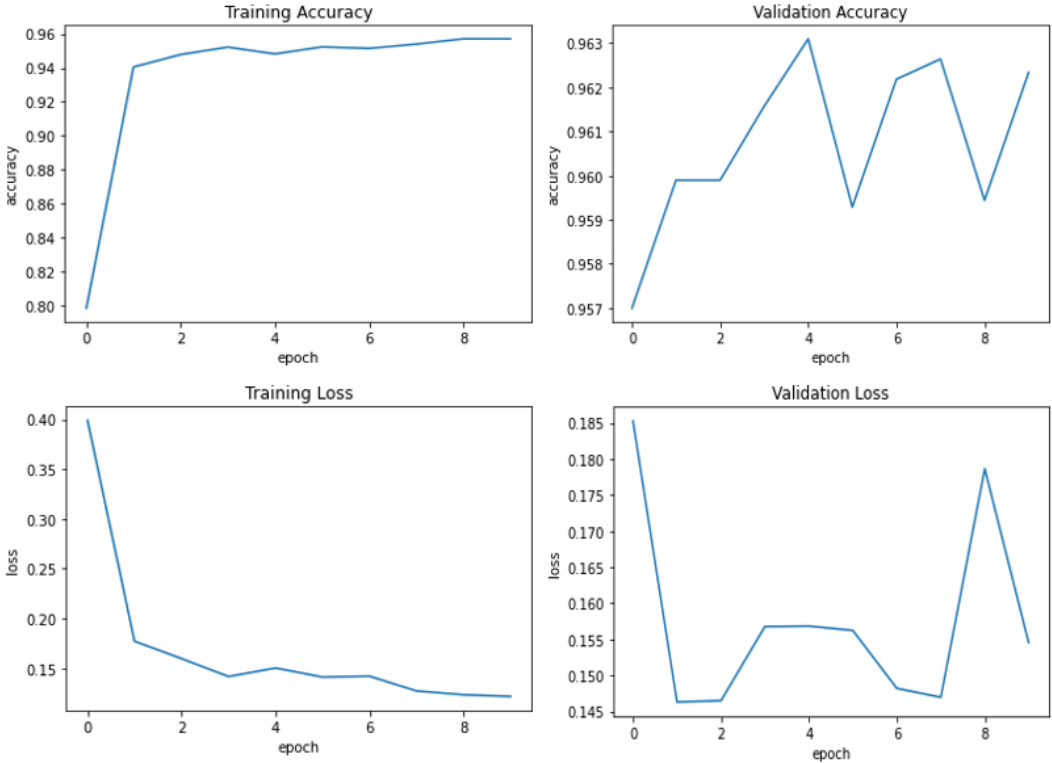 Training Accuracy
0.96
0.94
0.92
0.90
0.88
0.86
0.84
0.82
0.80
accuracy
0 2 4 6 8
epoch
Validation Accuracy
0.963
0.962
0.961
0.960
0.959
0.958
0.957
accuracy
0 2 4 6 8
epoch
Training Loss
0.40
0.35
0.30
0.25
0.20
0.15
loss
0 2 4 6 8
epoch
Validation Loss
0.185
0.180
0.175
0.170
0.165
0.160
0.155
0.150
0.145
loss
0 2 4 6 8
epoch